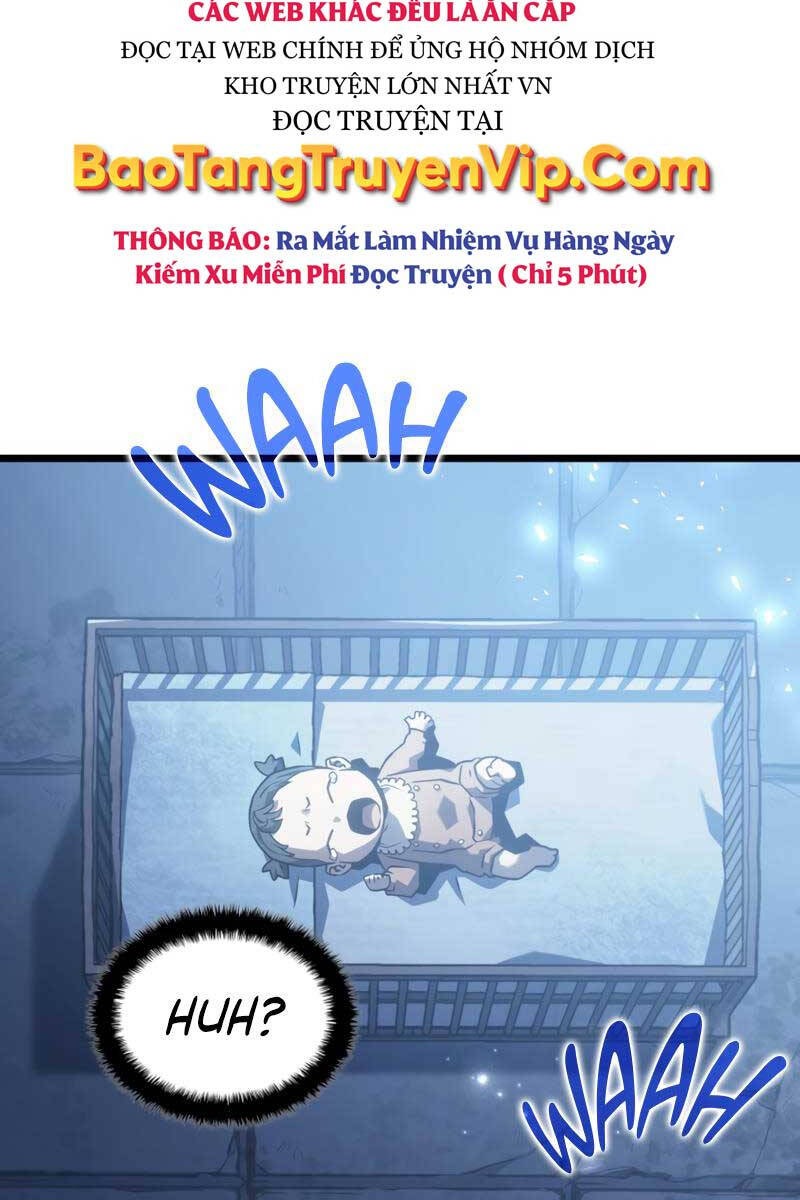 CÁC WEB KHÁC ĐỀU LÀ ĂN CẮP
ĐỌC TẠI WEB CHÍNH ĐỂ ỦNG HỘ NHÓM DỊCH
KHO TRUYỆN LỚN NHẤT VN
ĐỌC TRUYỆN TẠI
BaoTangTruyenVip.Com
THÔNG BÁO: Ra Mắt Làm Nhiệm Vụ Hàng Ngày
Kiếm Xu Miễn Phí Đọc Truyện ( Chỉ 5 Phút)
WAAH
HUH?
WAAH